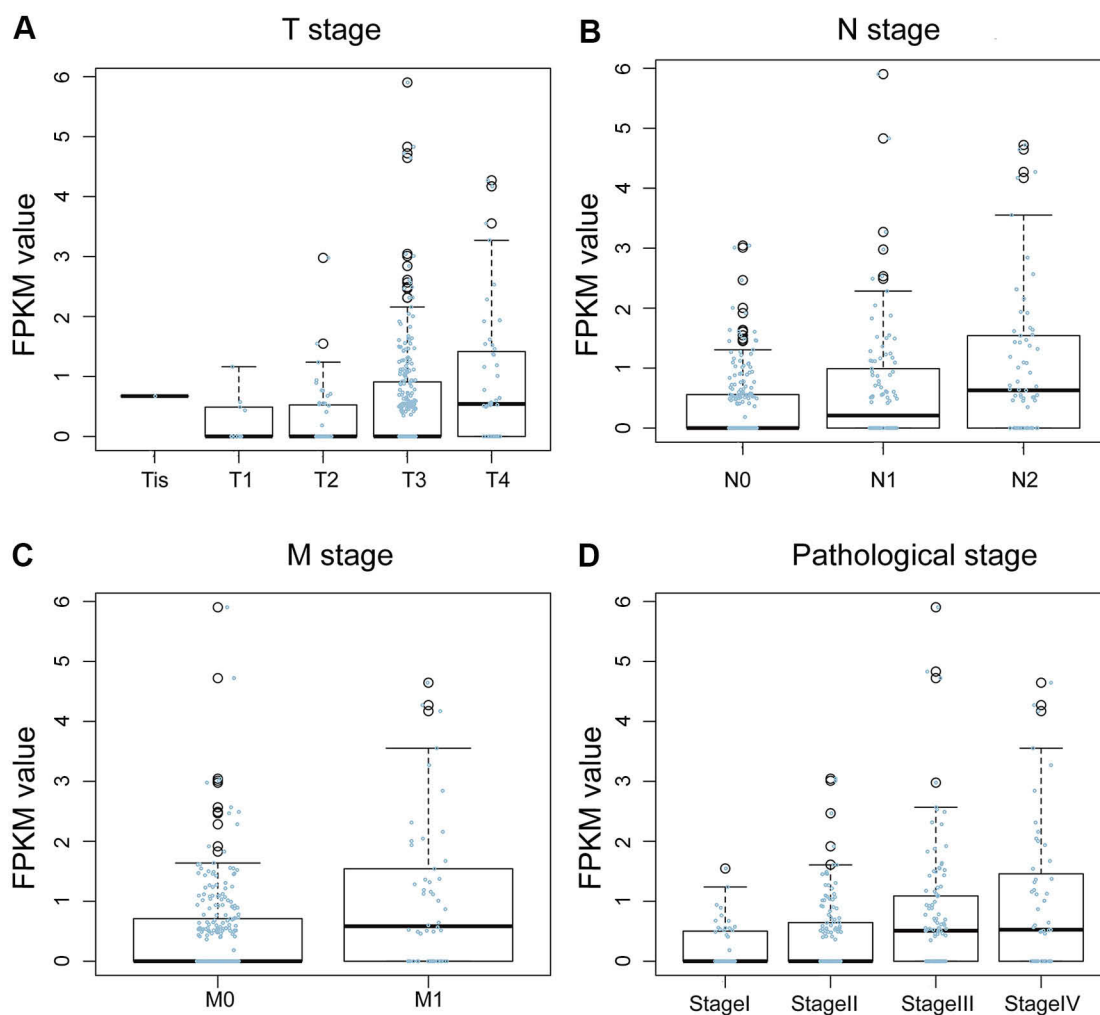 A
T stage
FPKM value
6
5
4
3
2
1
0
Tis T1 T2 T3 T4
B
N stage
FPKM value
6
5
4
3
2
1
0
N0 N1 N2
C
M stage
FPKM value
6
5
4
3
2
1
0
M0 M1
D
Pathological stage
FPKM value
6
5
4
3
2
1
0
StageI StageII StageIII StageIV